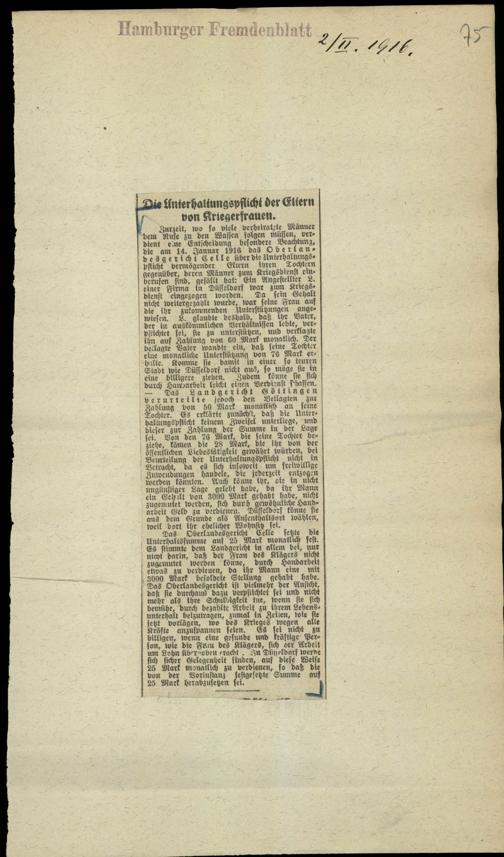 Hamburger Fremdenblatt
2/II. 1916.
75
Die Unterhaltungspflicht der Eltern
von Kriegerfrauen.
Zurzeit, wo so viele verheiratete Männer
dem Rufe zu den Waffen folgen müssen, ver-
dient eine Entscheidung besondere Beachtung,
die am 14. Januar 1916 das Oberlan-
desgericht Celle über die Unterhaltungs-
pflicht vermögender Eltern ihren Töchtern
gegenüber, deren Männer zum Kriegsdienst ein-
berufen sind, gefällt hat: Ein Angestellter L.
einer Firma in Düsseldorf war zum Kriegs-
dienst eingezogen worden. Da sein Gehalt
nicht weitergezahlt wurde, war seine Frau auf
die ihr zukommenden Unterstützungen ange-
wiesen. L. glaubte deshalb, daß ihr Vater,
der in auskömmlichen Verhältnissen lebte, ver-
pflichtet sei, sie zu unterstützen, und verklagte
ihn auf Zahlung von 60 Mark monatlich. Der
beklagte Vater wandte ein, daß seine Tochter
eine monatliche Unterstützung von 76 Mark er-
halte. Komme sie damit in einer so teuren
Stadt wie Düsseldorf nicht aus, so möge sie in
eine billigere ziehen. Zudem könne sie sich
durch Handarbeit leicht einen Verdienst schaffen.
— Das Landgericht Göttingen
verurteilte jedoch den Beklagten zur
Zahlung von 50 Mark monatlich an seine
Tochter. Es erklärte zunächst, daß die Unter-
haltungspflicht keinem Zweifel unterliege, und
dieser zur Zahlung der Summe in der Lage
sei. Von den 76 Mark, die seine Tochter be-
ziehe, kämen die 28 Mark, die ihr von der
öffentlichen Liebestätigkeit gewährt würden, bei
Beurteilung der Unterhaltungspflicht nicht in
Betracht, da es sich insoweit um freiwillige
Zuwendungen handele, die jederzeit entzogen
werden könnten. Auch könne ihr, die in nicht
ungünstiger Lage gelebt habe, da ihr Mann
ein Gehalt von 3000 Mark gehabt habe, nicht
zugemutet werden, sich durch gewöhnliche Hand-
arbeit Geld zu verdienen. Düsseldorf könne sie
aus dem Grunde als Aufenthaltsort wählen,
weil dort ihr ehelicher Wohnsitz sei.
Das Oberlandesgericht Celle setzte die
Unterhaltssumme auf 25 Mark monatlich fest.
Es stimmte dem Landgericht in allem bei, nur
nicht darin, daß der Frau des Klägers nicht
zugemutet werden könne, durch Handarbeit
etwas zu verdienen, da ihr Mann eine mit
3000 Mark besoldete Stellung gehabt habe.
Das Oberlandesgericht ist vielmehr der Ansicht,
daß sie durchaus dazu verpflichtet sei und nicht
mehr als ihre Schuldigkeit tue, wenn sie sich
bemühe, durch bezahlte Arbeit zu ihrem Lebens-
unterhalt beizutragen, zumal in Zeiten, wie sie
jetzt vorlägen, wo des Krieges wegen alle
Kräfte anzuspannen seien. Es sei nicht zu
billigen, wenn eine gesunde und kräftige Per-
son, wie die Frau des Klägers, sich der Arbeit
um Lohn überhoben erachte. In Düsseldorf werde
sich sicher Gelegenheit finden, auf diese Weise
25 Mark monatlich zu verdienen, so daß die
von der Vorinstanz festgesetzte Summe auf
25 Mark herabzusetzen sei.